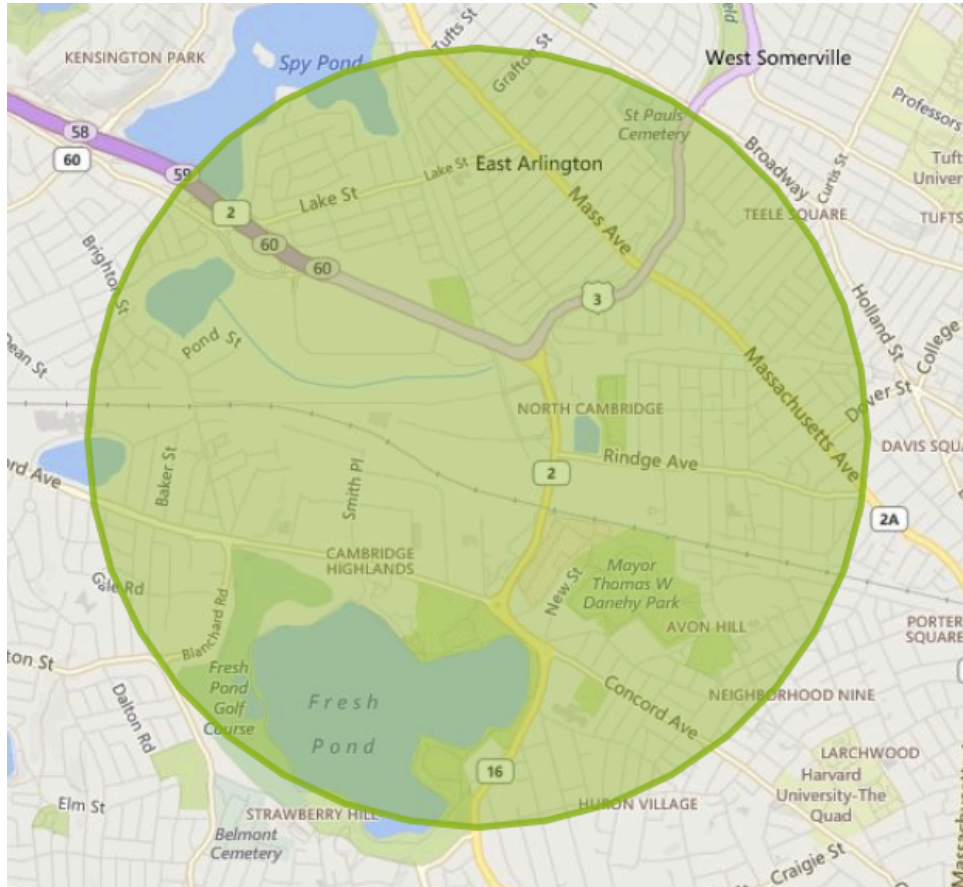 Tufts St
Grafton St
field
KENSINGTON PARK
Spy Pond
West Somerville
Professors
58
60
59
St Pauls
Cemetery
Broadway
Curtis St
Tuft
Univer
East Arlington
Lake St
Lake St
2
60
60
Mass Ave
TEELE SQUARE
TUFTS
Brighton St
3
Holland St
College
Pond St
Dean St
Massachusetts Ave
Dover St
NORTH CAMBRIDGE
DAVIS SQUA
Rindge Ave
ord Ave
Baker St
Smith Pl
2
2A
CAMBRIDGE
HIGHLANDS
New St
Mayor
Thomas W
Danehy Park
Gale Rd
Blanchard Rd
AVON HILL
PORTER
SQUARE
ton St
Fresh
Pond
Golf
Course
Dalton Rd
Fresh
Pond
Concord Ave
NEIGHBORHOOD NINE
LARCHWOOD
Harvard
University-The
Quad
16
Elm St
STRAWBERRY HILL
HURON VILLAGE
Belmont
Cemetery
Craigie St
Massachusetts